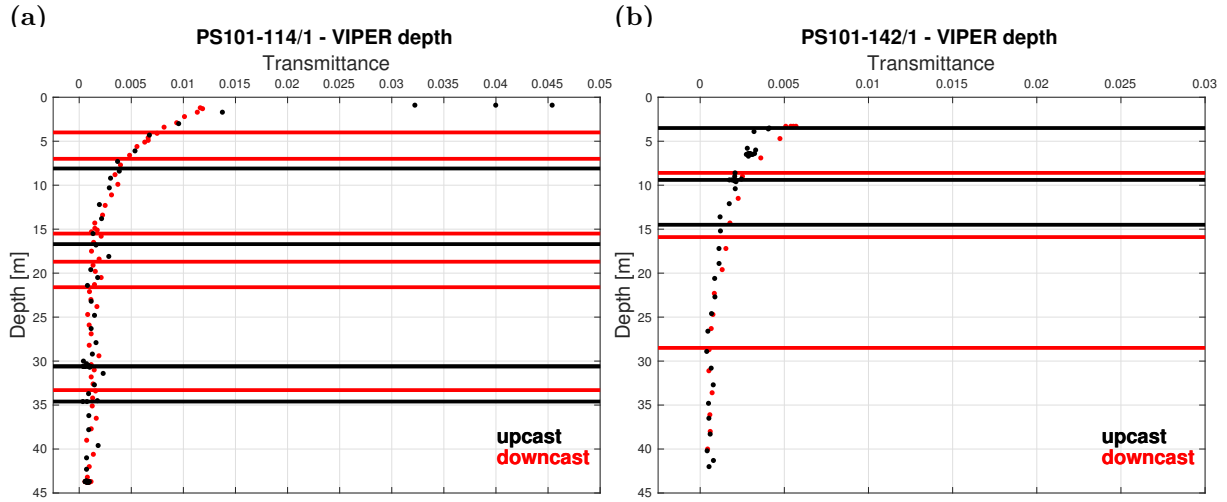 (a)
PS101-114/1 - VIPER depth
Transmittance
0 0.005 0.01 0.015 0.02 0.025 0.03 0.035 0.04 0.045 0.05
0
5
10
15
20
25
30
35
40
45
Depth [m]
upcast
downcast
(b)
PS101-142/1 - VIPER depth
Transmittance
0 0.005 0.01 0.015 0.02 0.025 0.03
0
5
10
15
20
25
30
35
40
45
Depth [m]
upcast
downcast